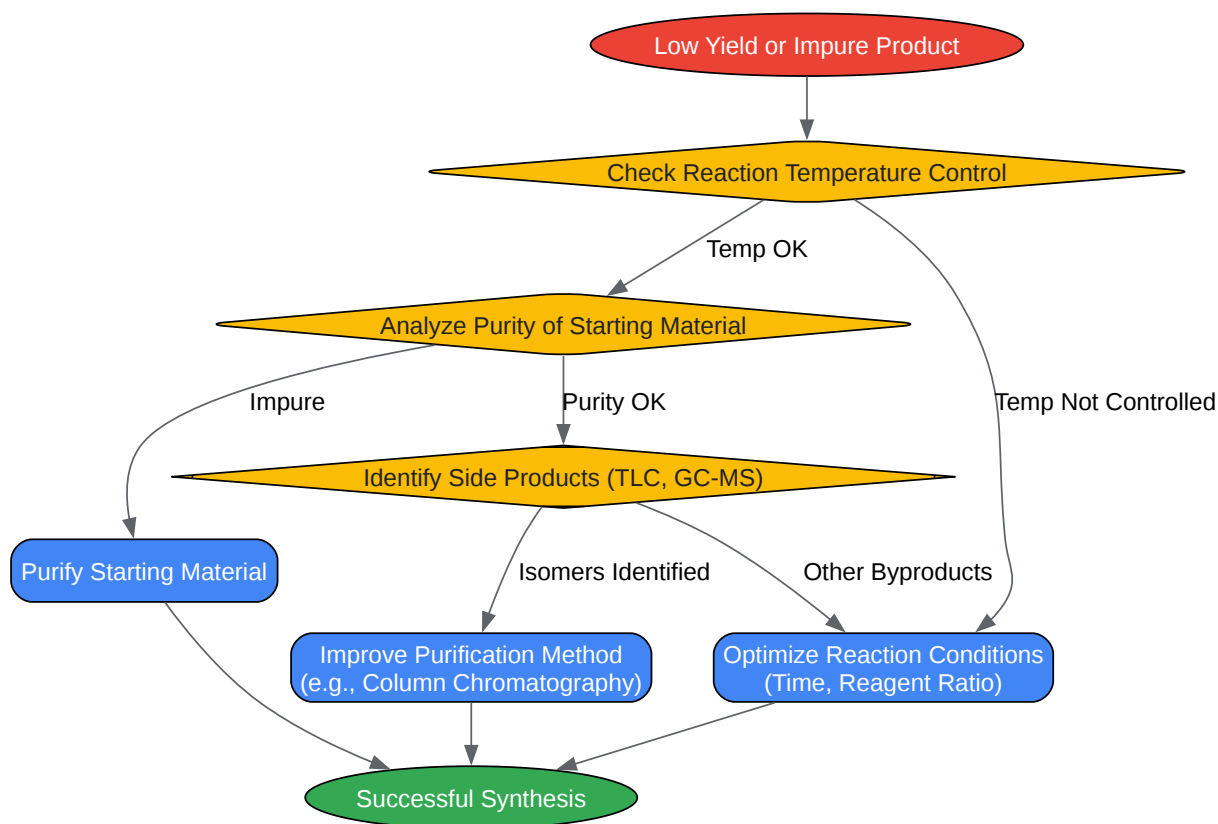 Low Yield or Impure Product
Check Reaction Temperature Control
Temp OK
Analyze Purity of Starting Material
Impure
Purity OK
Temp Not Controlled
Identify Side Products (TLC, GC-MS)
Purify Starting Material
Isomers Identified
Other Byproducts
Improve Purification Method
(e.g., Column Chromatography)
Optimize Reaction Conditions
(Time, Reagent Ratio)
Successful Synthesis